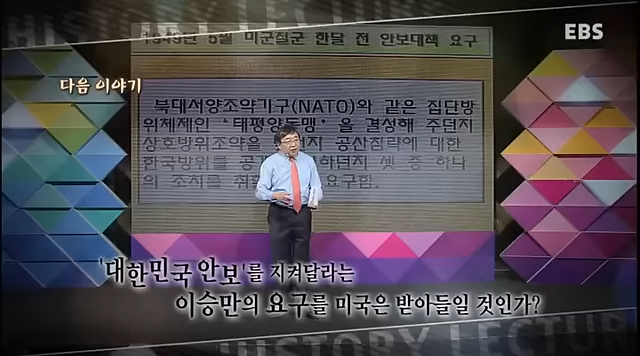 HISTORY LECTURE
EBS
1949년 5월 미군철군 한달 전 안보대책 요구
다음 이야기
북대서양조약기구(NATO)와 같은 집단방
위체제인 '태평양동맹' 을 결성해 주던지
상호방위조약을 지 공산침략에 대한
한국방위를 공 하던지 셋 중 하나
의 조치를 취 요구함.
'대한민국 안보'를 지켜달라는
이승만의 요구를 미국은 받아들일 것인가?
HISTORY LECTURE